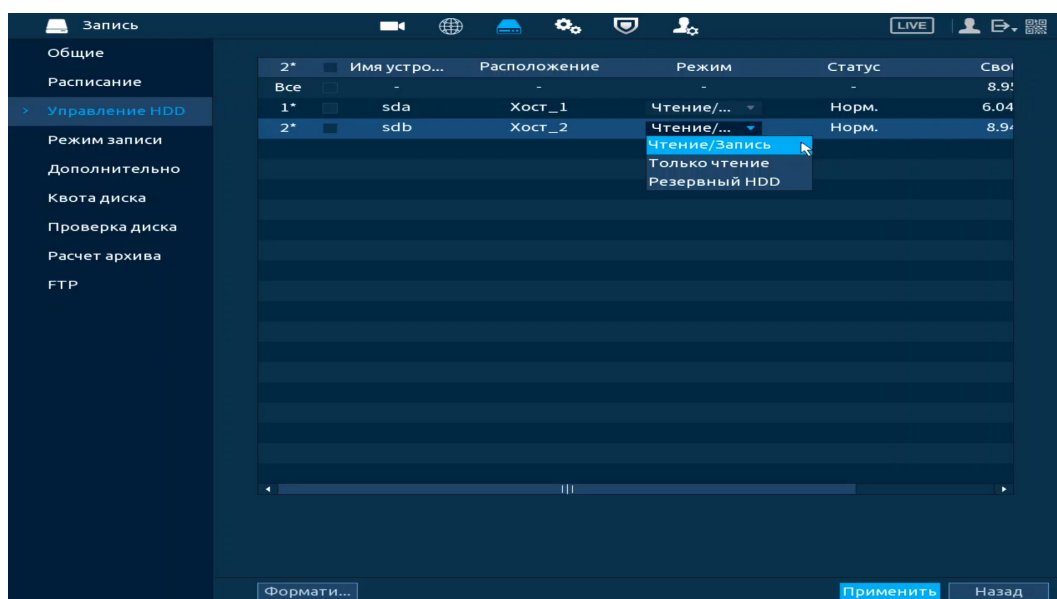 Запись LIVE
Общие
Расписание
Управление HDD
Режим записи
Дополнительно
Квота диска
Проверка диска
Расчет архива
FTP
2* Имя устро... Расположение Режим Статус
Все - - - - 8.9
1* sda Хост_1 Чтение/... Норм. 6.04
2* sdb Хост_2 Чтение/... Норм. 8.9
Чтение/Запись
Только чтение
Резервный HDD
Формати... Применить Назад